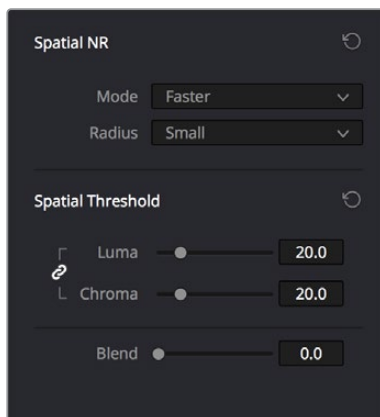 Spatial NR
Mode Faster
Radius Small
Spatial Threshold
Luma 20.0
Chroma 20.0
Blend 0.0